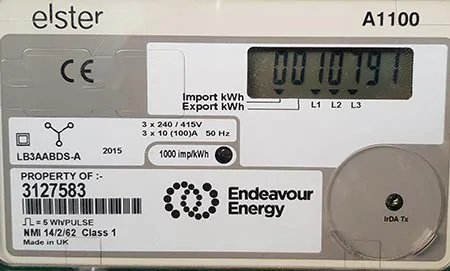 elster
A1100
CE
0010791
Import kWh
Export kWh
L1 L2 L3
3 x 240 / 415V
3 x 10 (100)A 50 Hz
LB3AABDS-A 2015
1000 imp/kWh
PROPERTY OF :-
3127583
= 5 Wh/PULSE
NMI 14/2/62 Class 1
Made in UK
Endeavour
Energy
IrDA Tx